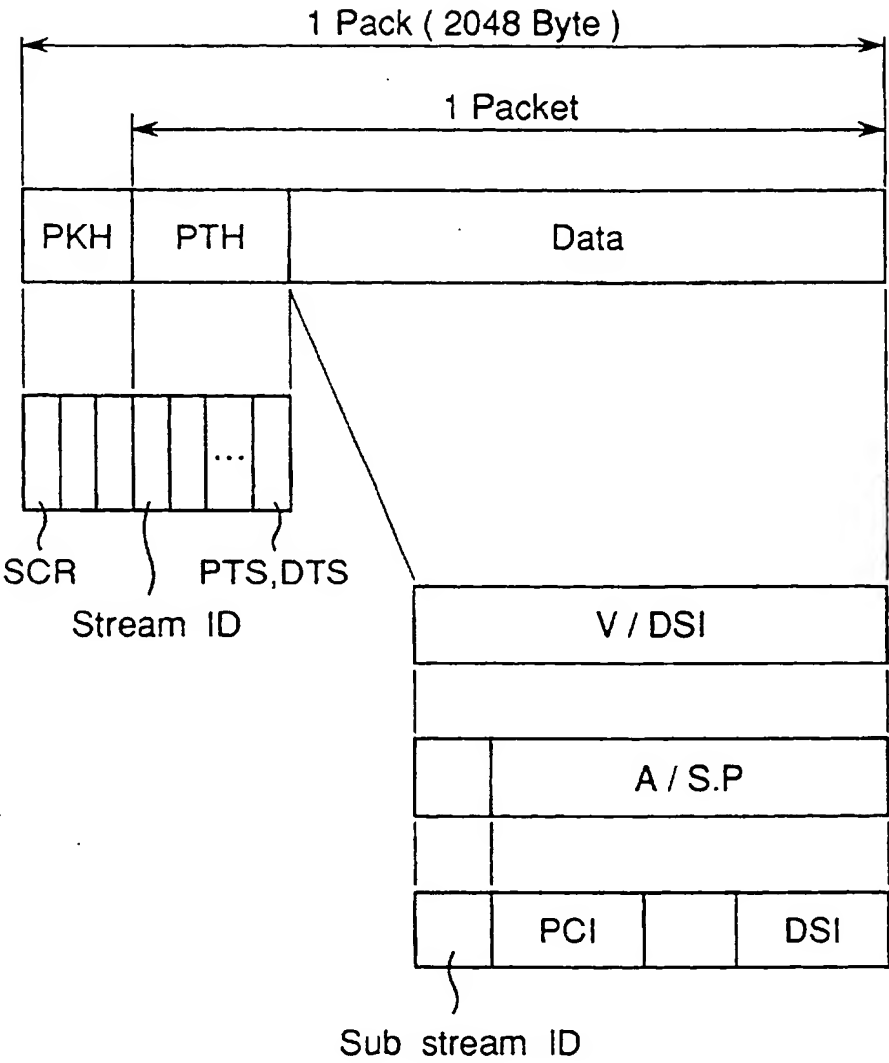 1 Pack ( 2048 Byte )
1 Packet
PKH PTH Data
...
SCR PTS,DTS
Stream ID
V / DSI
A / S.P
PCI DSI
Sub stream ID